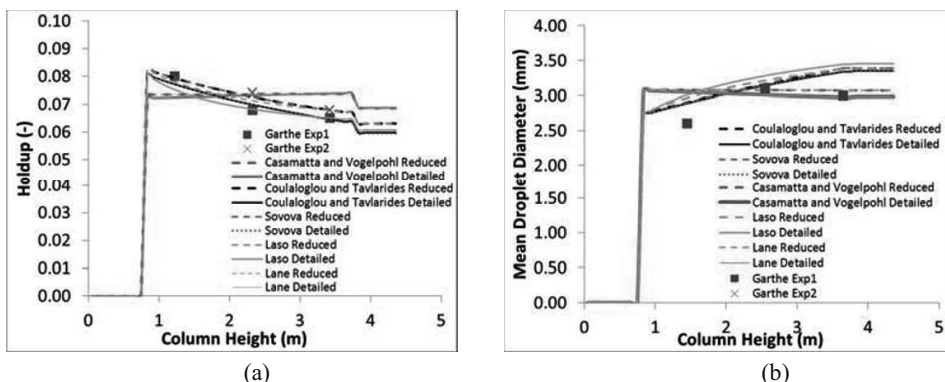 0.10
0.09
0.08
0.07
0.06
0.05
0.04
0.03
0.02
0.01
0.00
Holdup (-)
Garthe Exp1
Garthe Exp2
Casamatta and Vogelpohl Reduced
Casamatta and Vogelpohl Detailed
Coulaloglou and Tavlarides Reduced
Coulaloglou and Tavlarides Detailed
Sovova Reduced
Sovova Detailed
Laso Reduced
Laso Detailed
Lane Reduced
Lane Detailed
0 1 2 3 4 5
Column Height (m)
(a)
4.00
3.50
3.00
2.50
2.00
1.50
1.00
0.50
0.00
Mean Droplet Diameter (mm)
Coulaloglou and Tavlarides Reduced
Coulaloglou and Tavlarides Detailed
Sovova Reduced
Sovova Detailed
Casamatta and Vogelpohl Reduced
Casamatta and Vogelpohl Detailed
Laso Reduced
Laso Detailed
Lane Reduced
Lane Detailed
Garthe Exp1
Garthe Exp2
0 1 2 3 4 5
Column Height (m)
(b)